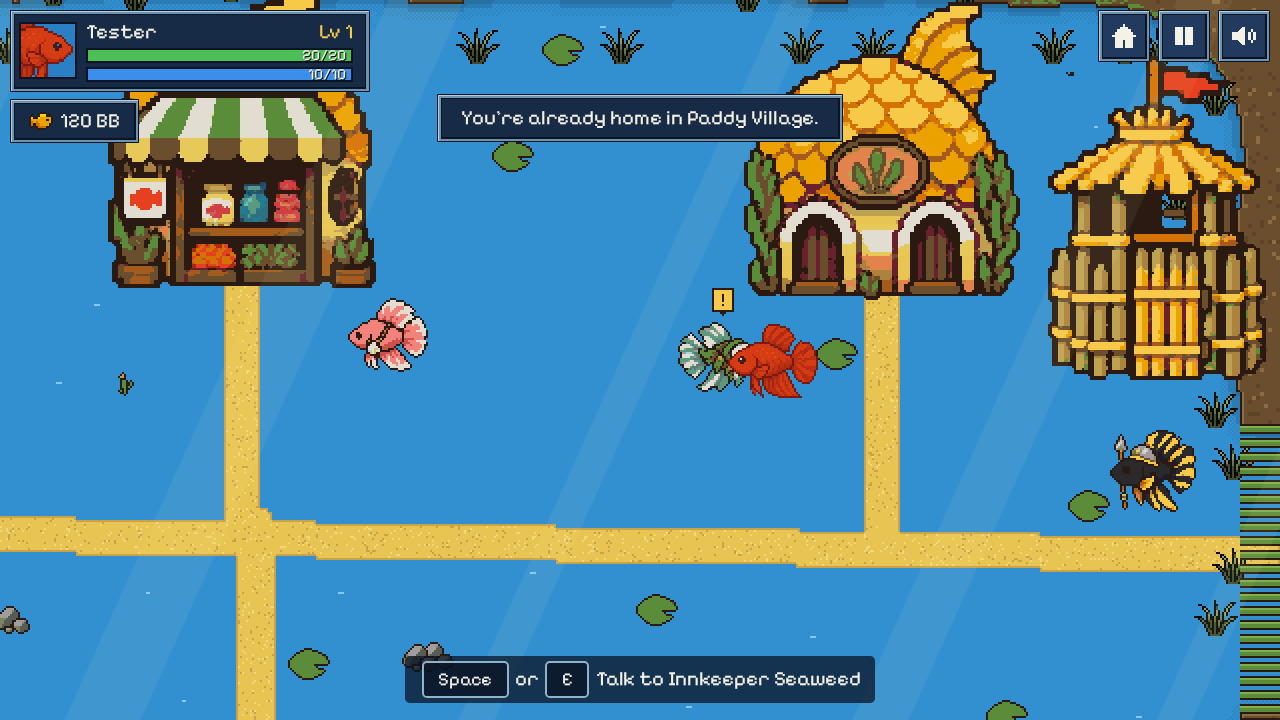 Tester Lv 1
20/20
10/10
120 BB
You're already home in Paddy Village.
!
Space or E Talk to Innkeeper Seaweed